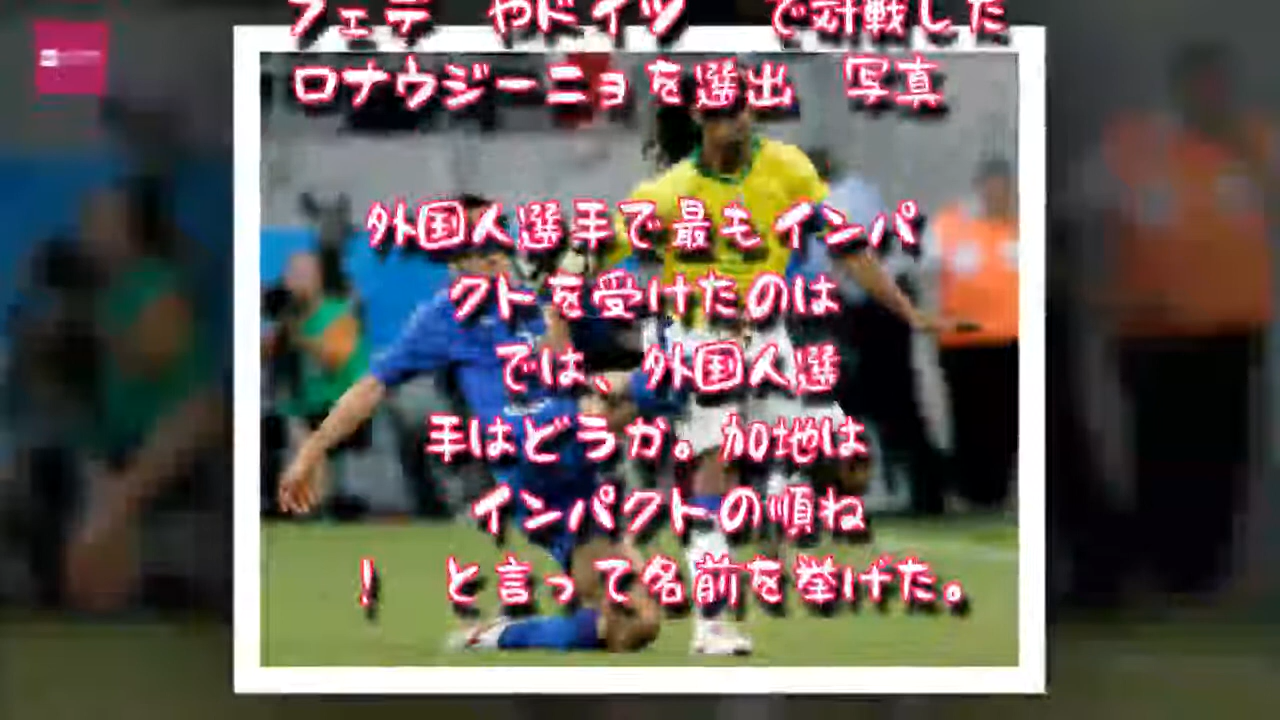 フェデ　やドイツ　で対戦した
ロナウジーニョを選出　写真
外国人選手で最もインパ
クトを受けたのは
では、外国人選
手はどうか。加地は
インパクトの順ね
！　と言って名前を挙げた。